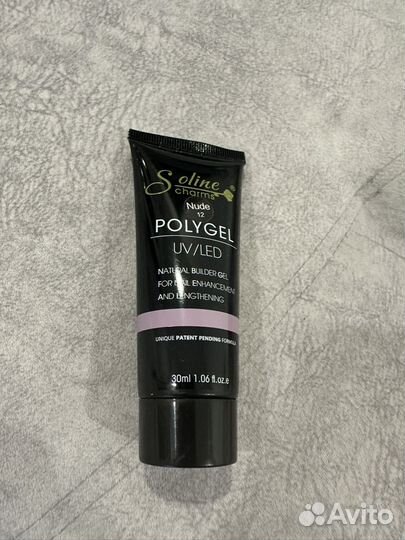 Soline
charms
Nude
12
POLYGEL
UV/LED
NATURAL BUILDER GEL
FOR NAIL ENHANCEMENT
AND LENGTHENING
UNIQUE PATENT PENDING FORMULA
30ml 1.06 fl.oz.e
Avito